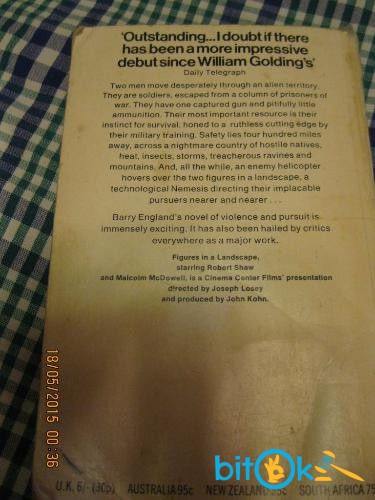 'Outstanding...I doubt if there
has been a more impressive
debut since William Golding's'
Daily Telegraph
Two men move desperately through an alien territory.
They are soldiers, escaped from a column of prisoners of
war. They have one captured gun and pitifully little
ammunition. Their most important resource is their
instinct for survival, honed to a ruthless cutting edge by
their military training. Safety lies four hundred miles
away, across a nightmare country of hostile natives,
heat, insects, storms, treacherous ravines and
mountains. And, all the while, an enemy helicopter
hovers over the two figures in a landscape, a
technological Nemesis directing their implacable
pursuers nearer and nearer . . .
Barry England's novel of violence and pursuit is
immensely exciting. It has also been hailed by critics
everywhere as a major work.
Figures in a Landscape,
starring Robert Shaw
and Malcolm McDowell, is a Cinema Center Films' presentation
directed by Joseph Losey
and produced by John Kohn.
18/05/2015 00:36
U.K. 6/- (30p) AUSTRALIA 95c NEW ZEALAND 95c SOUTH AFRICA 75
bitOk